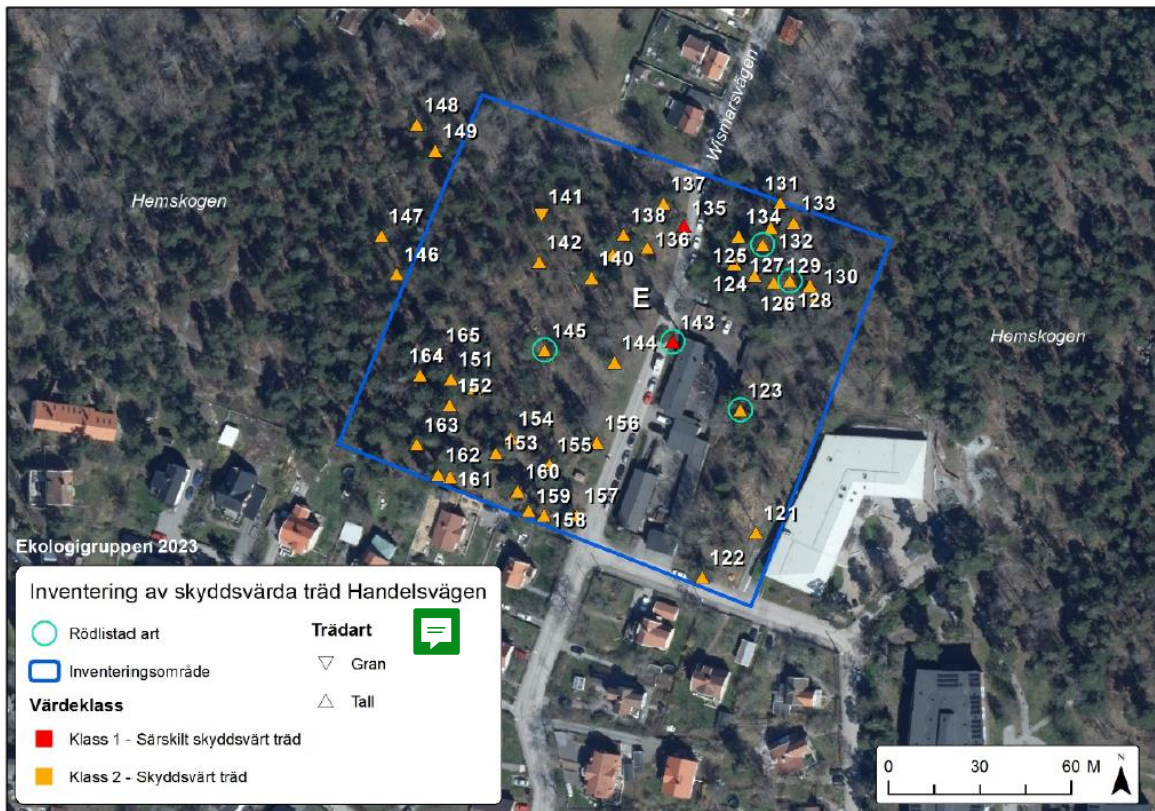 148
149
Hemskogen
147
146
141
142
137
135
138
136
140
Wismarsvägen
131
133
134
132
125
127
129
130
124
126
128
E
143
144
145
Hemskogen
165
164
151
152
123
163
154
153
156
155
162
160
161
159
157
158
121
122
Ekologigruppen 2023
Inventering av skyddsvärda träd Handelsvägen
Rödlistad art
Inventeringsområde
Värdeklass
Klass 1 - Särskilt skyddsvärt träd
Klass 2 - Skyddsvärt träd
Trädart
Gran
Tall
0 30 60 M
N